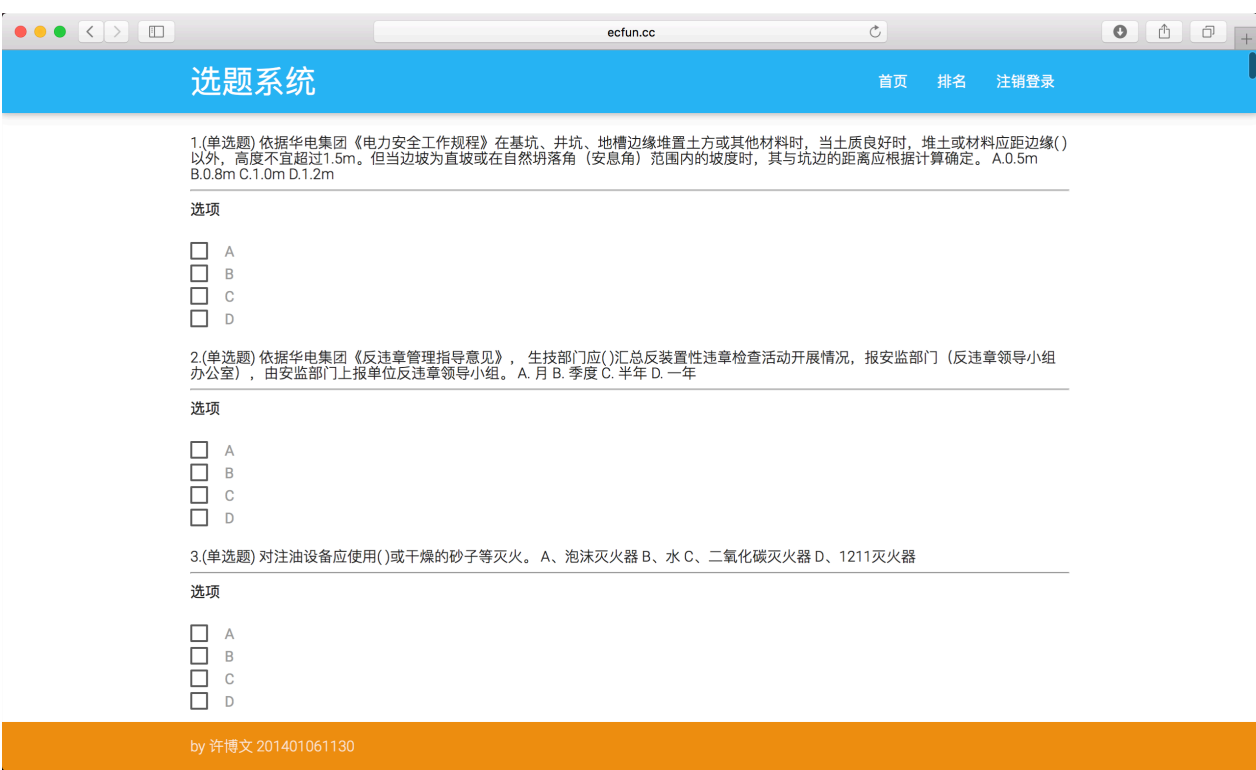 ecfun.cc
选题系统
首页 排名 注销登录
1.(单选题) 依据华电集团《电力安全工作规程》在基坑、井坑、地槽边缘堆置土方或其他材料时，当土质良好时，堆土或材料应距边缘( )
以外，高度不宜超过1.5m。但当边坡为直坡或在自然坍落角（安息角）范围内的坡度时，其与坑边的距离应根据计算确定。 A.0.5m
B.0.8m C.1.0m D.1.2m
选项
A
B
C
D
2.(单选题) 依据华电集团《反违章管理指导意见》， 生技部门应( )汇总反装置性违章检查活动开展情况，报安监部门（反违章领导小组
办公室），由安监部门上报单位反违章领导小组。 A. 月 B. 季度 C. 半年 D. 一年
选项
A
B
C
D
3.(单选题) 对注油设备应使用( )或干燥的砂子等灭火。 A、泡沫灭火器 B、水 C、二氧化碳灭火器 D、1211灭火器
选项
A
B
C
D
by 许博文 201401061130